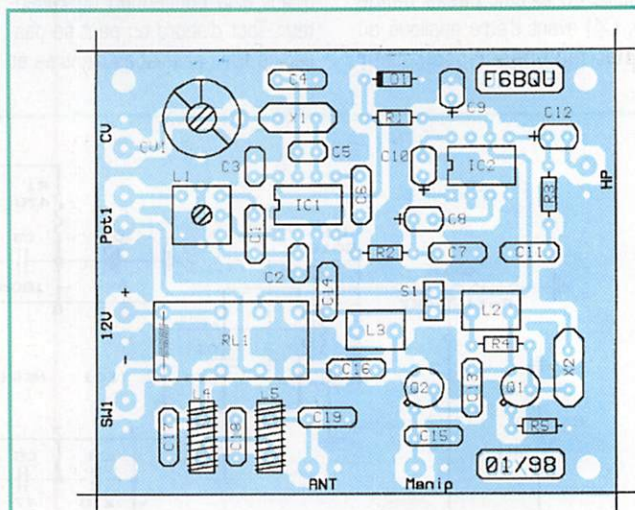 C4
D1
F6BQU
C9
CV
CV1
X1
R1
C12
C3
C5
C10
IC2
HP
L1
IC1
C6
R3
Pot1
C1
C8
C2
R2
C7
C11
C14
S1
12V
+
-
RL1
L3
L2
R4
X2
C16
Q2
C13
Q1
SW1
L4
L5
C17
C18
C19
C15
R5
01/98
ANT
Manip